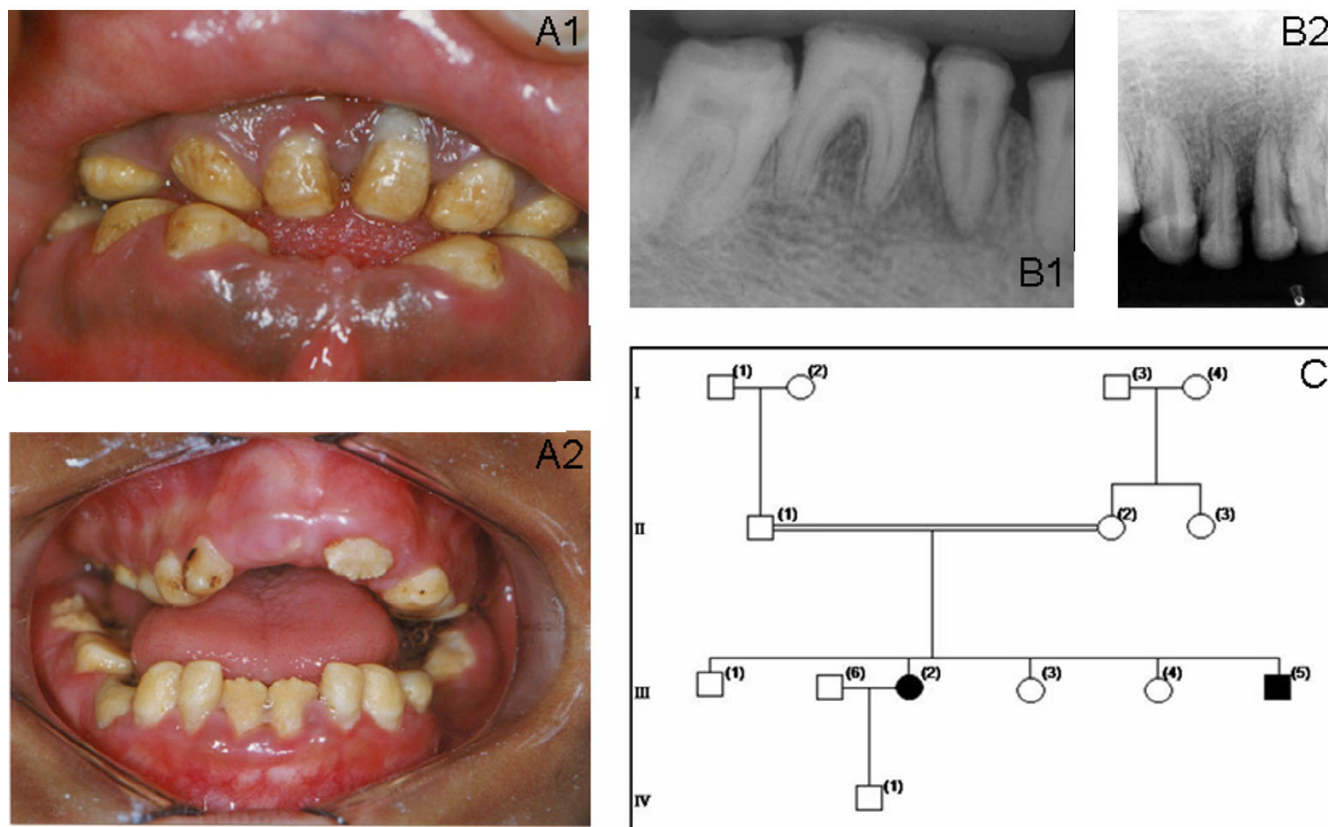 A1
B1
B2
A2
C
I
(1)
(2)
(3)
(4)
II
(1)
(2)
(3)
III
(1)
(6)
(2)
(3)
(4)
(5)
IV
(1)